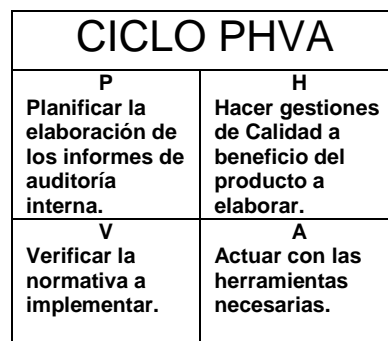 CICLO PHVA
P
Planificar la
elaboración de
los informes de
auditoría
interna.
H
Hacer gestiones
de Calidad a
beneficio del
producto a
elaborar.
V
Verificar la
normativa a
implementar.
A
Actuar con las
herramientas
necesarias.